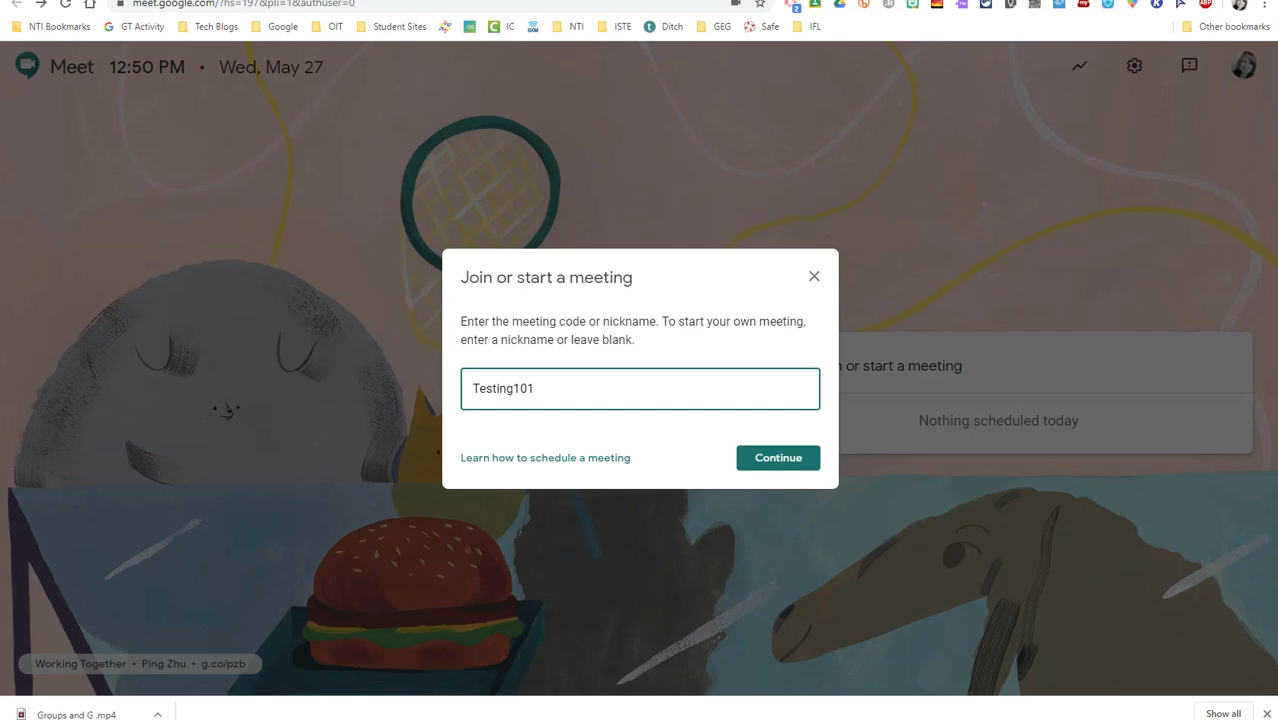 meet.google.com/?hs=197&pli=1&authuser=0
NTI Bookmarks GT Activity Tech Blogs Google OIT Student Sites IC NTI ISTE Ditch GEG Safe IFL Other bookmarks
Meet 12:50 PM • Wed, May 27
Join or start a meeting
Enter the meeting code or nickname. To start your own meeting,
enter a nickname or leave blank.
Testing101
Learn how to schedule a meeting Continue
or start a meeting
Nothing scheduled today
Working Together • Ping Zhu • g.co/pzb
Groups and G .mp4 Show all